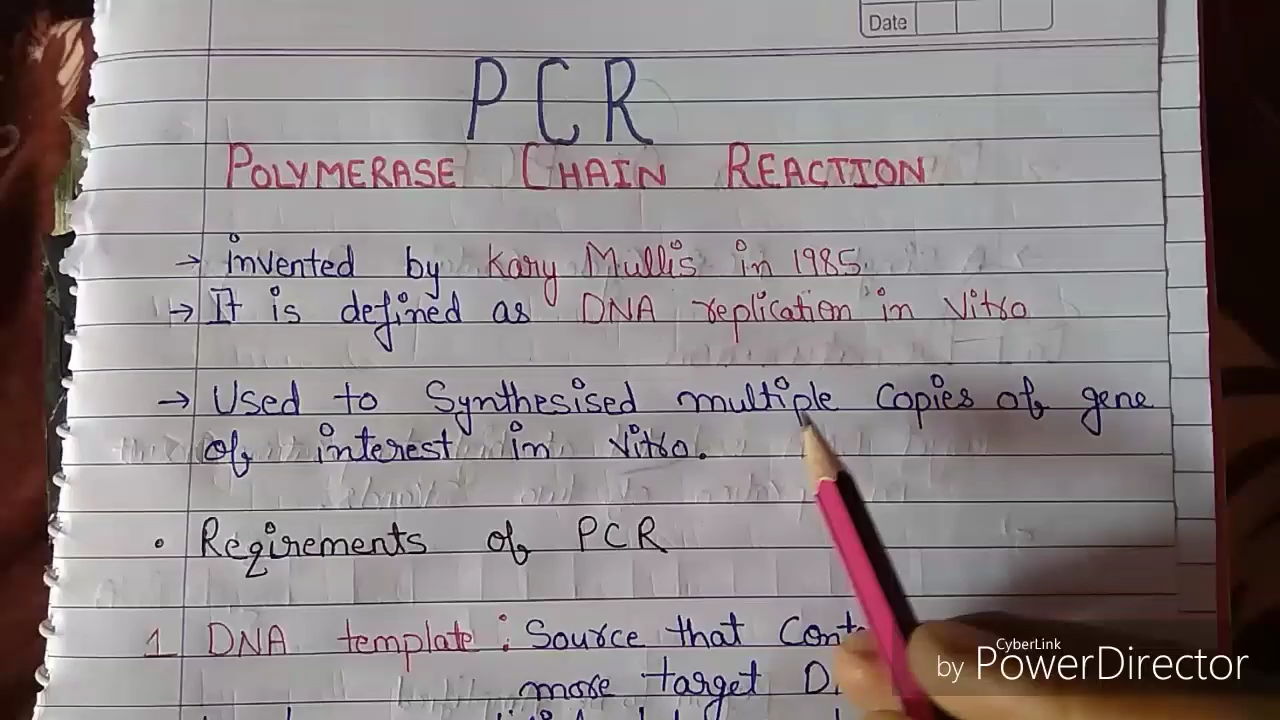 Date
PCR
POLYMERASE CHAIN REACTION
→ invented by Kary Mullis in 1985.
→ It is defined as DNA replication in vitro
→ Used to Synthesised multiple copies of gene
of interest in vitro.
• Reqirements of PCR
1 DNA template : Source that Cont
more target D
CyberLink
by PowerDirector